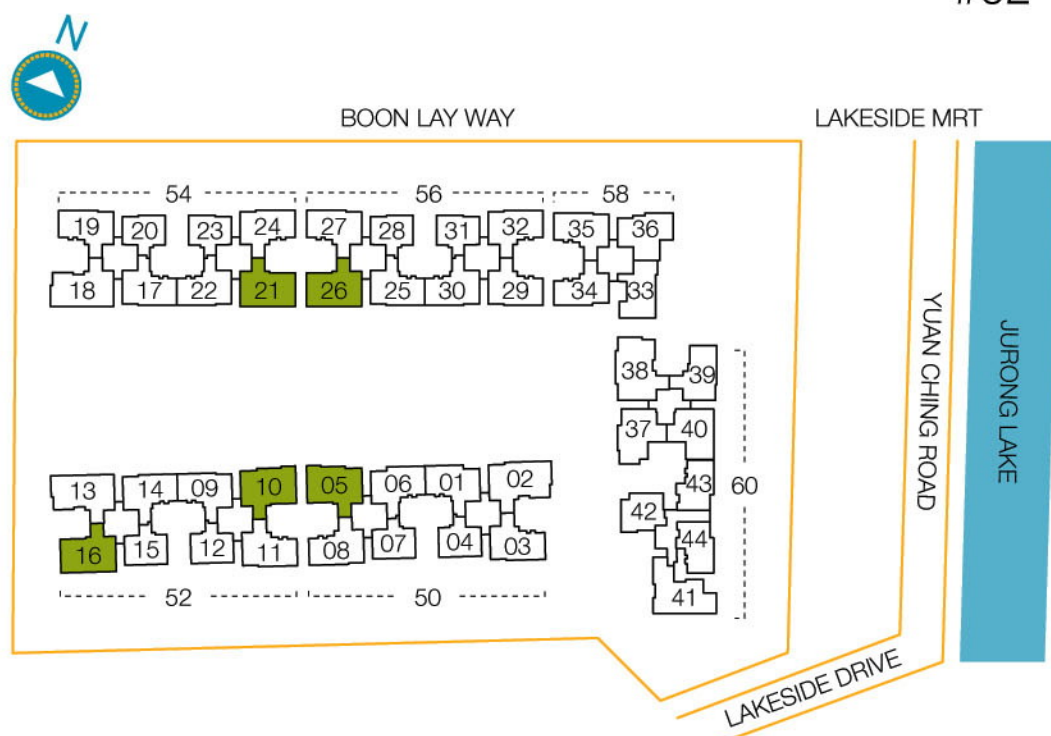 N
BOON LAY WAY
LAKESIDE MRT
54 56 58
19 20 23 24 27 28 31 32 35 36
18 17 22 21 26 25 30 29 34 33
38 39
37 40
43
42
44
41
60
13 14 09 10 05 06 01 02
16 15 12 11 08 07 04 03
52 50
YUAN CHING ROAD
JURONG LAKE
LAKESIDE DRIVE